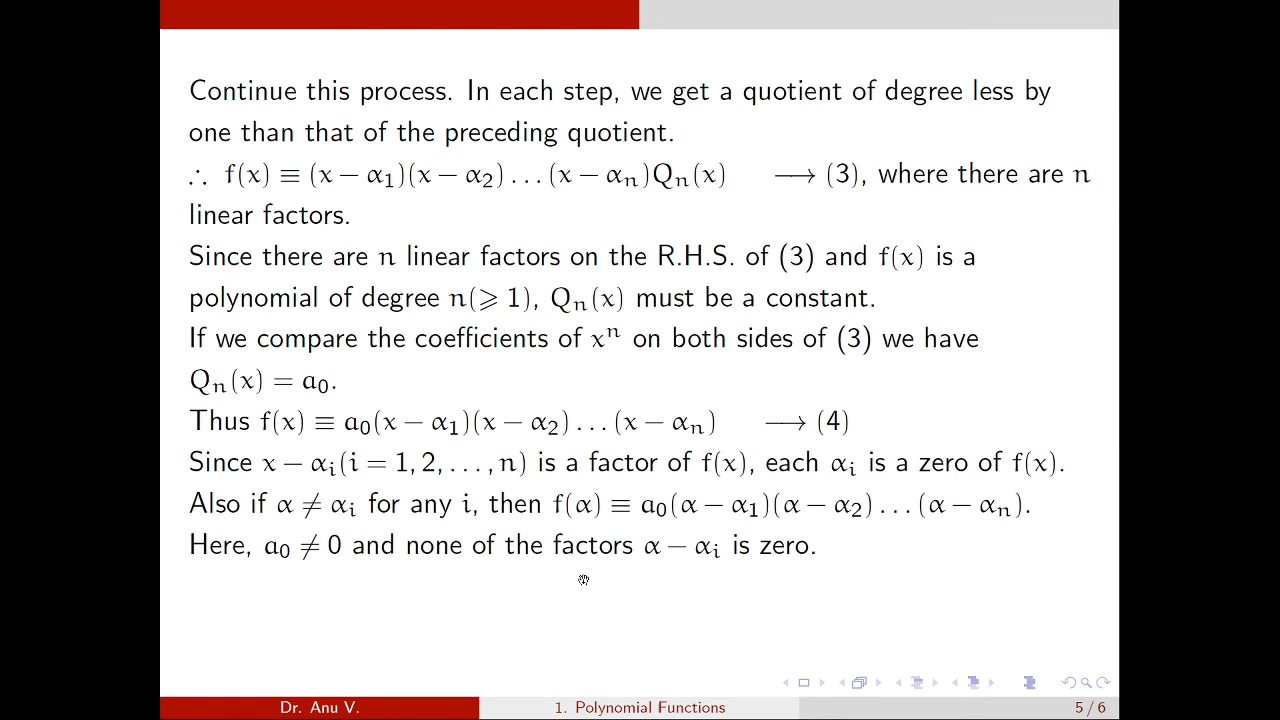 Continue this process. In each step, we get a quotient of degree less by
one than that of the preceding quotient.
∴ f(x) ≡ (x − α₁)(x − α₂) … (x − αₙ)Qₙ(x) ⟶ (3), where there are n
linear factors.
Since there are n linear factors on the R.H.S. of (3) and f(x) is a
polynomial of degree n(⩾ 1), Qₙ(x) must be a constant.
If we compare the coefficients of xⁿ on both sides of (3) we have
Qₙ(x) = a₀.
Thus f(x) ≡ a₀(x − α₁)(x − α₂) … (x − αₙ) ⟶ (4)
Since x − αᵢ(i = 1, 2, …, n) is a factor of f(x), each αᵢ is a zero of f(x).
Also if α ≠ αᵢ for any i, then f(α) ≡ a₀(α − α₁)(α − α₂) … (α − αₙ).
Here, a₀ ≠ 0 and none of the factors α − αᵢ is zero.
Dr. Anu V. 1. Polynomial Functions 5 / 6